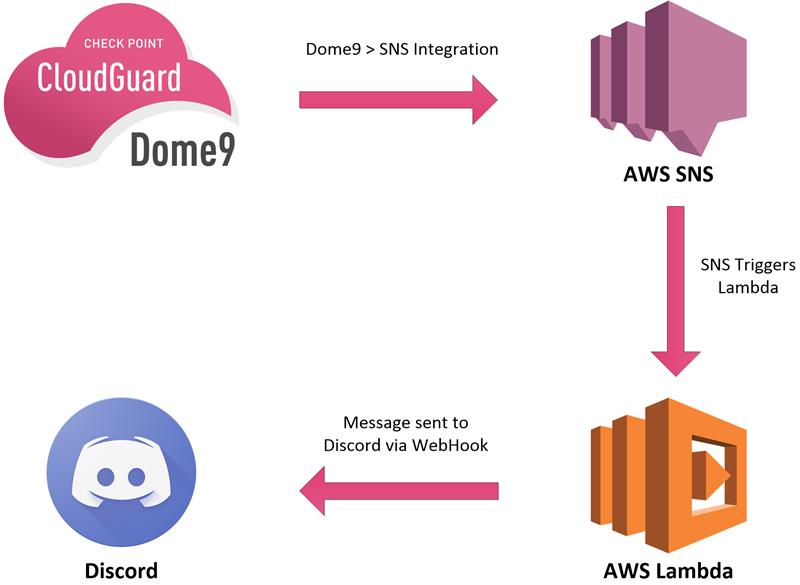 CHECK POINT
CloudGuard
Dome9
Dome9 > SNS Integration
AWS SNS
SNS Triggers
Lambda
Message sent to
Discord via WebHook
Discord
AWS Lambda